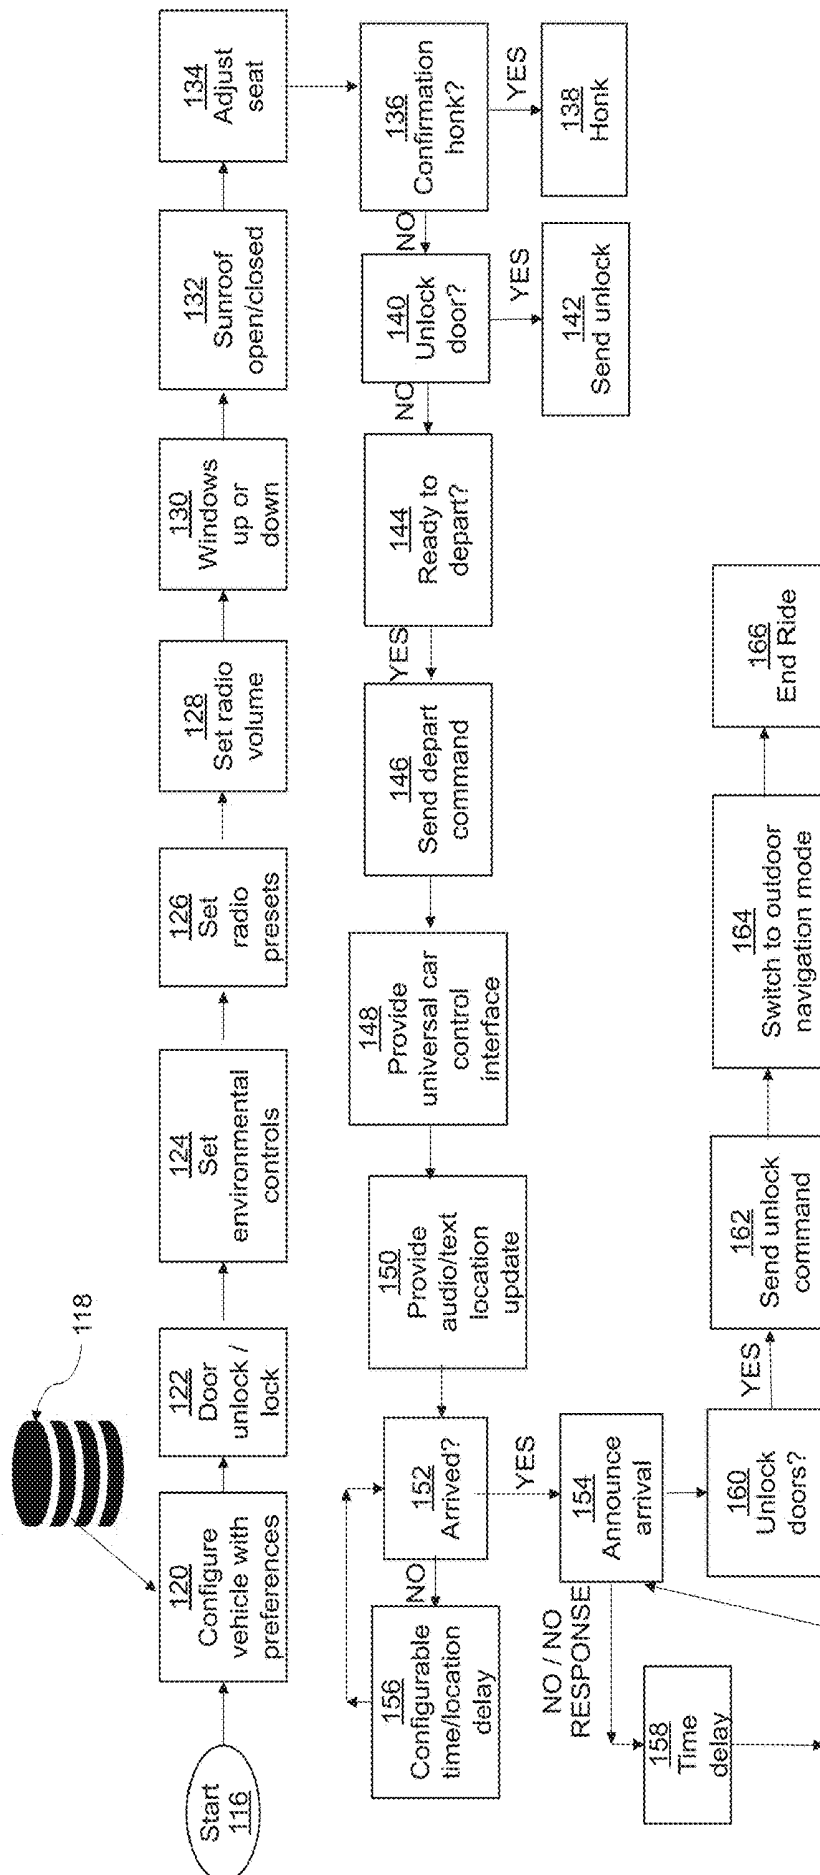 118
Start
116
120
Configure
vehicle with
preferences
122
Door
unlock /
lock
124
Set
environmental
controls
126
Set
radio
presets
128
Set radio
volume
130
Windows
up or
down
132
Sunroof
open/closed
134
Adjust
seat
136
Confirmation
honk?
YES
138
Honk
NO
140
Unlock
door?
YES
142
Send unlock
NO
144
Ready to
depart?
YES
146
Send depart
command
148
Provide
universal car
control
interface
150
Provide
audio/text
location
update
152
Arrived?
NO
156
Configurable
time/location
delay
YES
154
Announce
arrival
NO / NO
RESPONSE
158
Time
delay
160
Unlock
doors?
YES
162
Send unlock
command
164
Switch to outdoor
navigation mode
166
End Ride